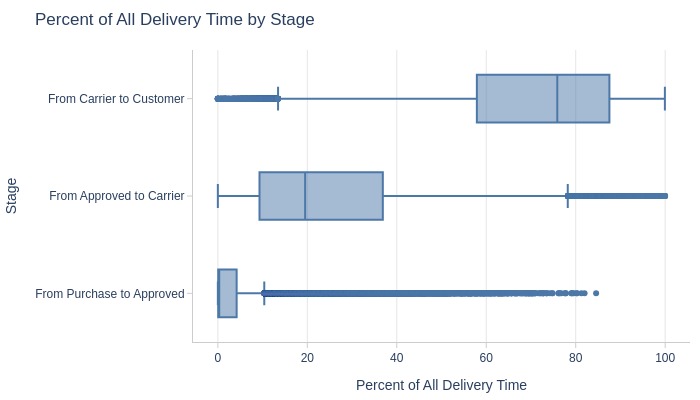 Percent of All Delivery Time by Stage
From Carrier to Customer
From Approved to Carrier
From Purchase to Approved
Stage
0 20 40 60 80 100
Percent of All Delivery Time